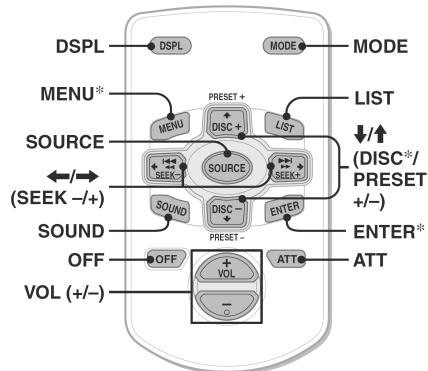 DSPL
DSPL
MODE
MODE
MENU*
MENU
PRESET +
DISC +
LIST
LIST
SOURCE
SOURCE
←/→
(SEEK –/+)
SEEK–
SEEK+
↓/↑
(DISC*/
PRESET
+/–)
SOUND
SOUND
DISC –
PRESET –
ENTER
ENTER*
OFF
OFF
ATT
ATT
VOL (+/–)
+
VOL
–